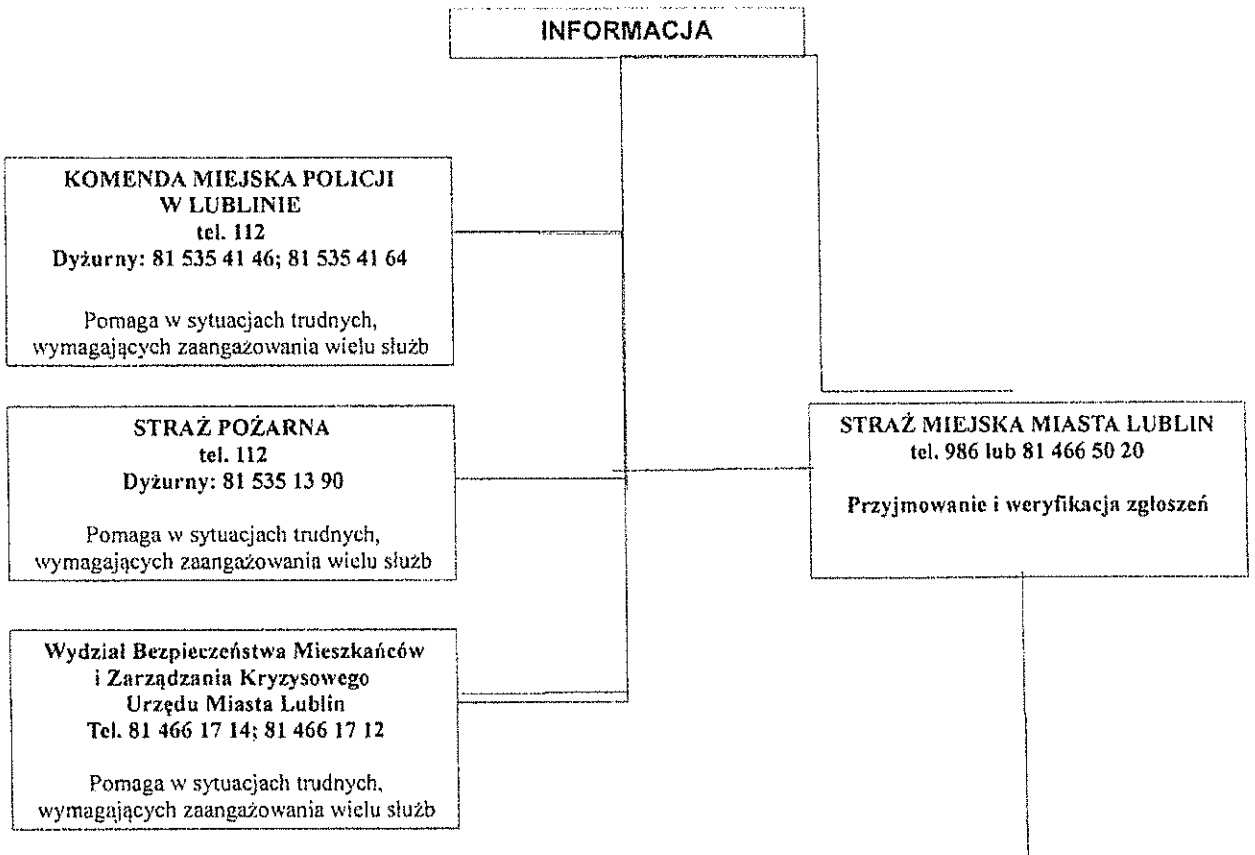 INFORMACJA
KOMENDA MIEJSKA POLICJI
W LUBLINIE
tel. 112
Dyżurny: 81 535 41 46; 81 535 41 64
Pomaga w sytuacjach trudnych,
wymagających zaangażowania wielu służb
STRAŻ POŻARNA
tel. 112
Dyżurny: 81 535 13 90
Pomaga w sytuacjach trudnych,
wymagających zaangażowania wielu służb
Wydział Bezpieczeństwa Mieszkańców
i Zarządzania Kryzysowego
Urzędu Miasta Lublin
Tel. 81 466 17 14; 81 466 17 12
Pomaga w sytuacjach trudnych,
wymagających zaangażowania wielu służb
STRAŻ MIEJSKA MIASTA LUBLIN
tel. 986 lub 81 466 50 20
Przyjmowanie i weryfikacja zgłoszeń